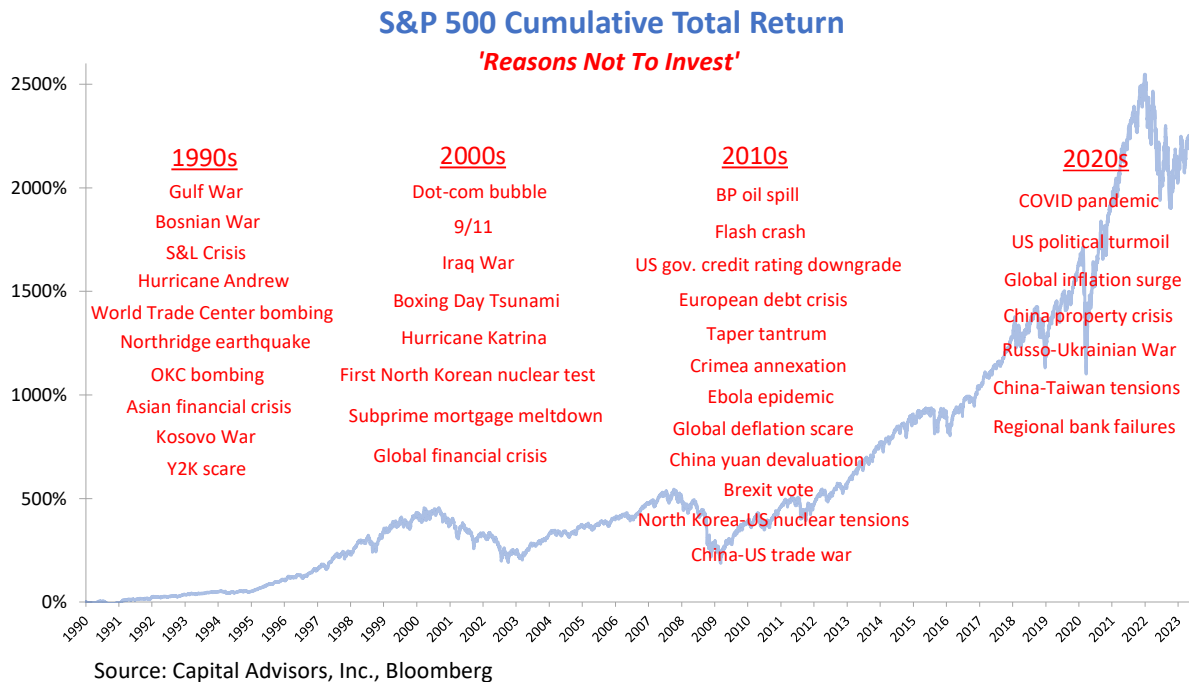 S&P 500 Cumulative Total Return
'Reasons Not To Invest'
2500%
2000%
1500%
1000%
500%
0%
1990s
Gulf War
Bosnian War
S&L Crisis
Hurricane Andrew
World Trade Center bombing
Northridge earthquake
OKC bombing
Asian financial crisis
Kosovo War
Y2K scare
2000s
Dot-com bubble
9/11
Iraq War
Boxing Day Tsunami
Hurricane Katrina
First North Korean nuclear test
Subprime mortgage meltdown
Global financial crisis
2010s
BP oil spill
Flash crash
US gov. credit rating downgrade
European debt crisis
Taper tantrum
Crimea annexation
Ebola epidemic
Global deflation scare
China yuan devaluation
Brexit vote
North Korea-US nuclear tensions
China-US trade war
2020s
COVID pandemic
US political turmoil
Global inflation surge
China property crisis
Russo-Ukrainian War
China-Taiwan tensions
Regional bank failures
1990 1991 1992 1993 1994 1995 1996 1997 1998 1999 2000 2001 2002 2003 2004 2005 2006 2007 2008 2009 2010 2011 2012 2013 2014 2015 2016 2017 2018 2019 2020 2021 2022 2023
Source: Capital Advisors, Inc., Bloomberg